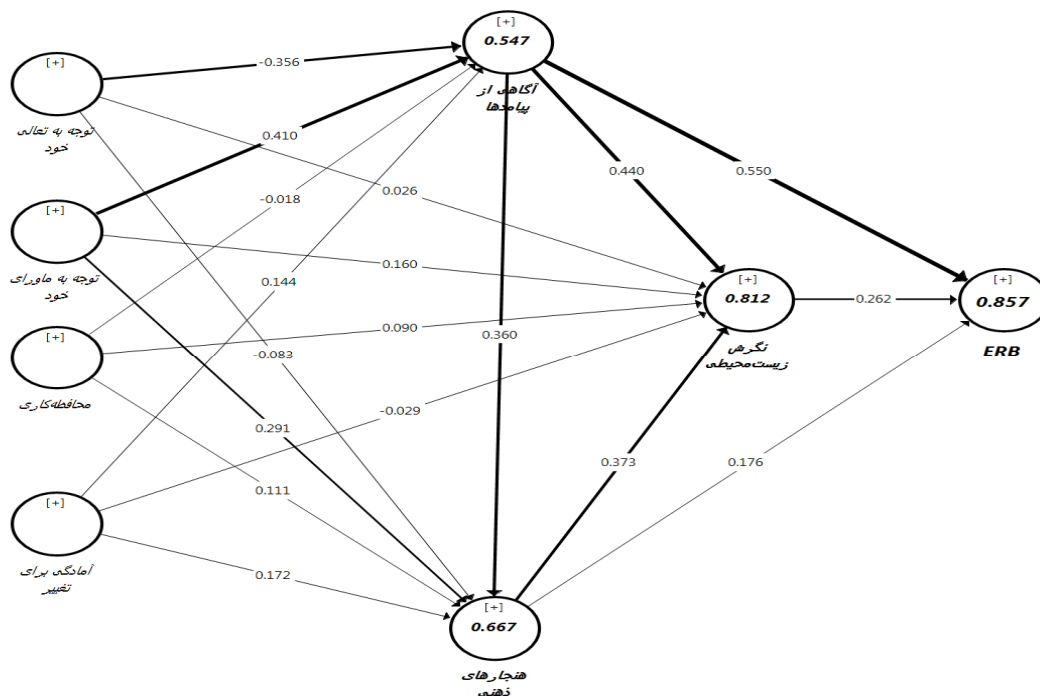 [+]
0.547
آگاهی از
پیامدها
[+]
توجه به تعالی
خود
-0.356
0.410
0.026
-0.018
0.440
0.550
[+]
توجه به ماورای
خود
0.160
0.144
[+]
0.812
نگرش
زیست‌محیطی
0.262
[+]
0.857
ERB
[+]
محافظه‌کاری
0.090
0.360
-0.083
-0.029
0.291
0.373
0.176
0.111
[+]
آمادگی برای
تغییر
0.172
[+]
0.667
هنجارهای
ذهنی